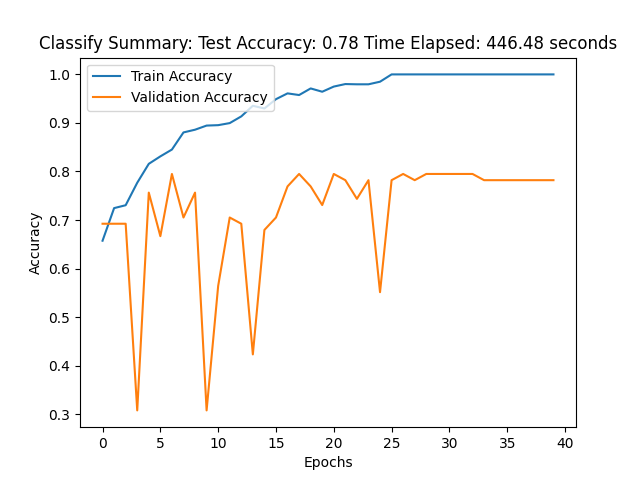 Classify Summary: Test Accuracy: 0.78 Time Elapsed: 446.48 seconds
Train Accuracy
Validation Accuracy
1.0
0.9
0.8
0.7
0.6
0.5
0.4
0.3
Accuracy
0 5 10 15 20 25 30 35 40
Epochs